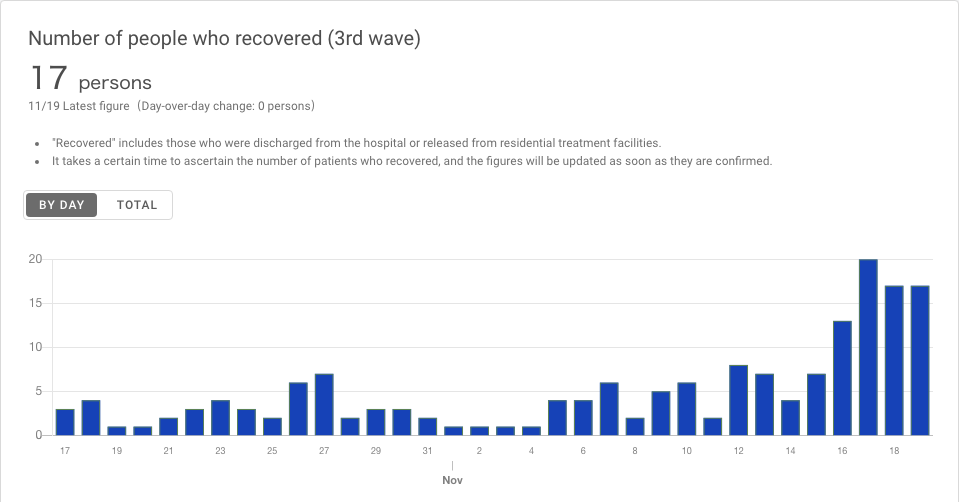 Number of people who recovered (3rd wave)
17 persons
11/19 Latest figure（Day-over-day change: 0 persons）
• "Recovered" includes those who were discharged from the hospital or released from residential treatment facilities.
• It takes a certain time to ascertain the number of patients who recovered, and the figures will be updated as soon as they are confirmed.
BY DAY TOTAL
20
15
10
5
0
17 19 21 23 25 27 29 31 2 4 6 8 10 12 14 16 18
Nov